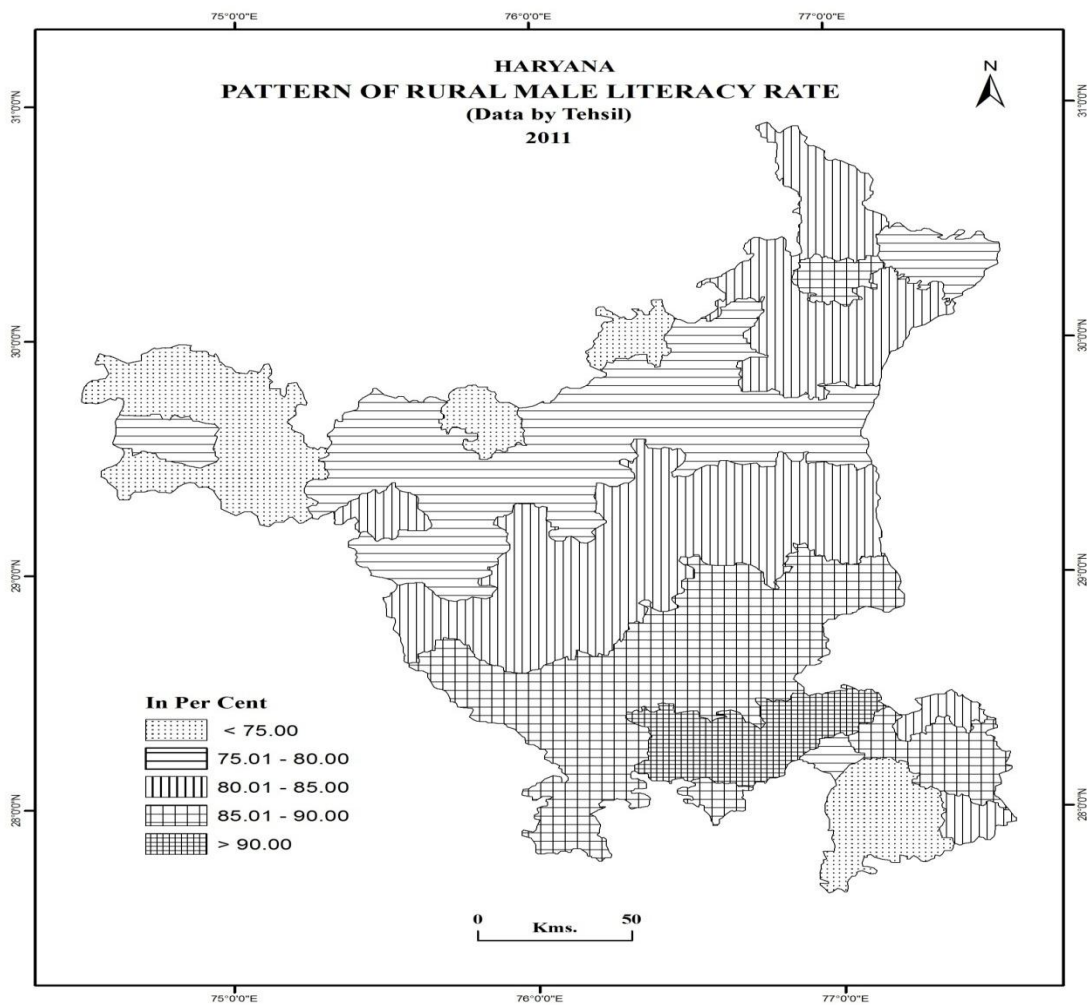 75°0'0"E 76°0'0"E 77°0'0"E
HARYANA
PATTERN OF RURAL MALE LITERACY RATE
(Data by Tehsil)
2011
N
31°0'0"N 31°0'0"N
30°0'0"N 30°0'0"N
29°0'0"N 29°0'0"N
28°0'0"N 28°0'0"N
In Per Cent
< 75.00
75.01 - 80.00
80.01 - 85.00
85.01 - 90.00
> 90.00
0 50
Kms.
75°0'0"E 76°0'0"E 77°0'0"E